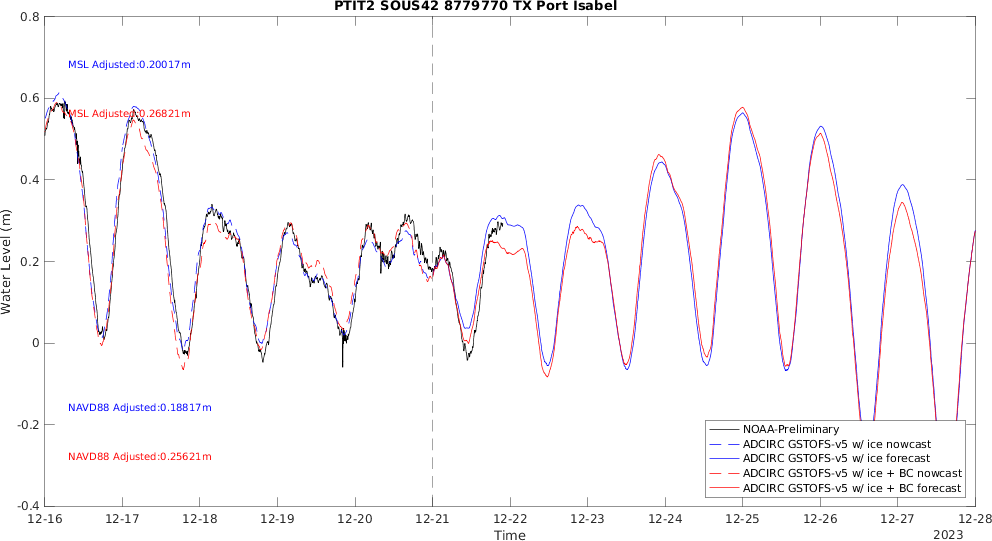 PTIT2 SOUS42 8779770 TX Port Isabel
0.8
MSL Adjusted:0.20017m
0.6
MSL Adjusted:0.26821m
0.4
Water Level (m)
0.2
0
NAVD88 Adjusted:0.18817m
-0.2
NOAA-Preliminary
ADCIRC GSTOFS-v5 w/ ice nowcast
NAVD88 Adjusted:0.25621m
ADCIRC GSTOFS-v5 w/ ice forecast
ADCIRC GSTOFS-v5 w/ ice + BC nowcast
ADCIRC GSTOFS-v5 w/ ice + BC forecast
-0.4
12-16 12-17 12-18 12-19 12-20 12-21 12-22 12-23 12-24 12-25 12-26 12-27 12-28
Time
2023